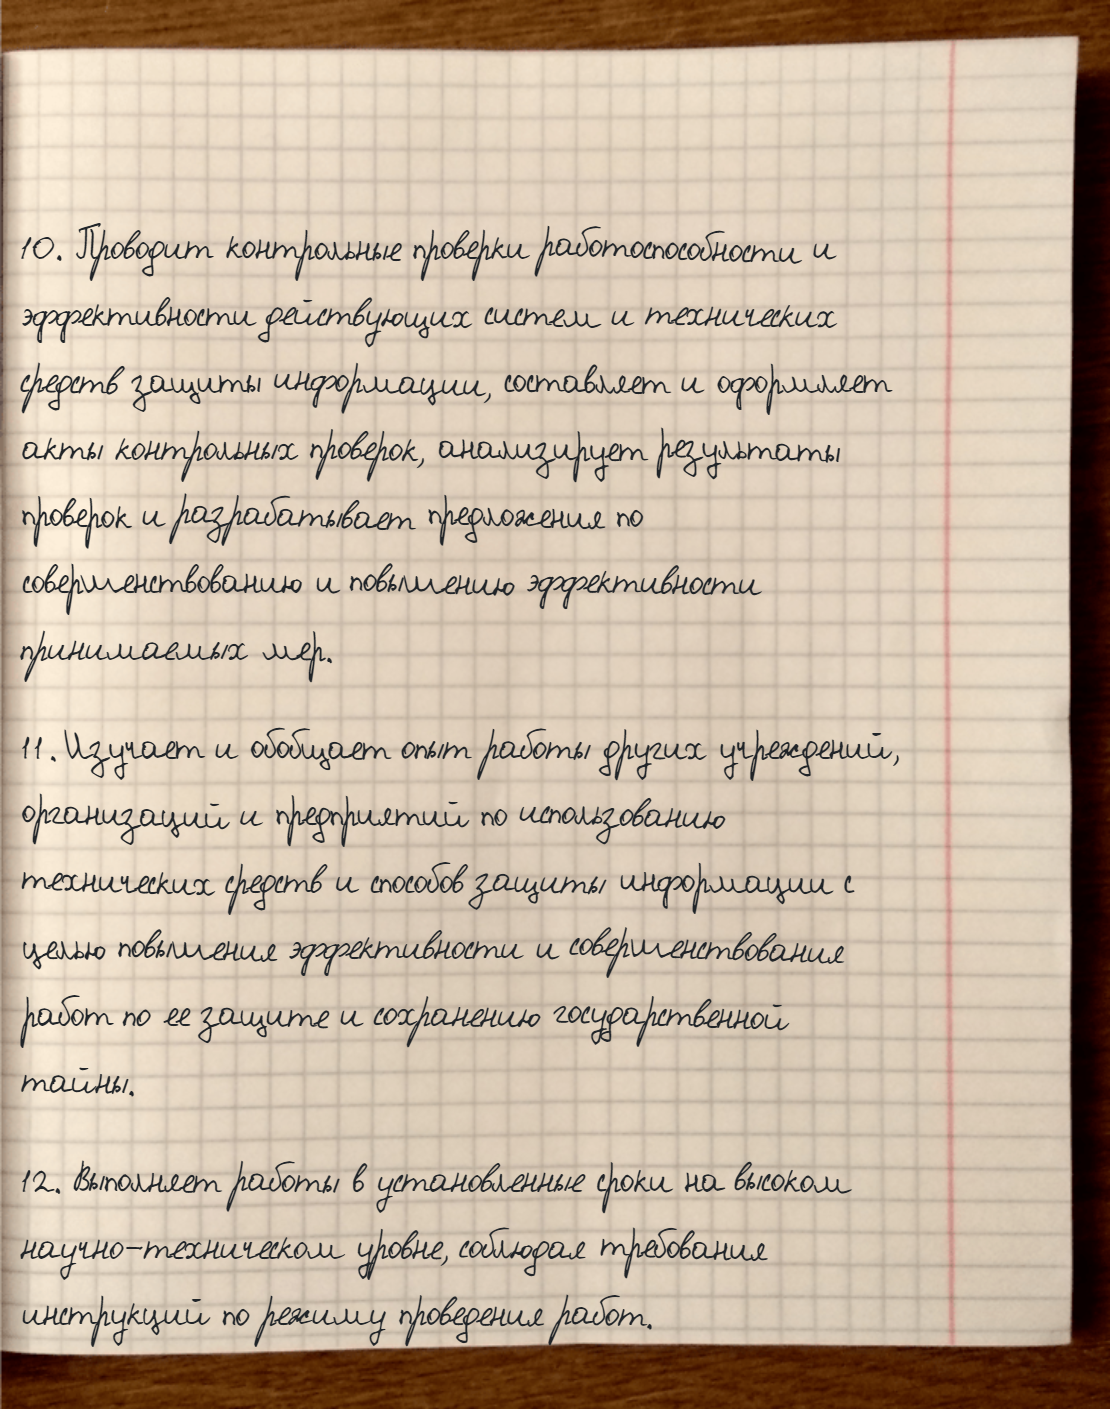 10. Проводит контрольные проверки работоспособности и
эффективности действующих систем и технических
средств защиты информации, составляет и оформляет
акты контрольных проверок, анализирует результаты
проверок и разрабатывает предложения по
совершенствованию и повышению эффективности
принимаемых мер.
11. Изучает и обобщает опыт работы других учреждений,
организаций и предприятий по использованию
технических средств и способов защиты информации с
целью повышения эффективности и совершенствования
работ по ее защите и сохранению государственной
тайны.
12. Выполняет работы в установленные сроки на высоком
научно-техническом уровне, соблюдая требования
инструкций по режиму проведения работ.